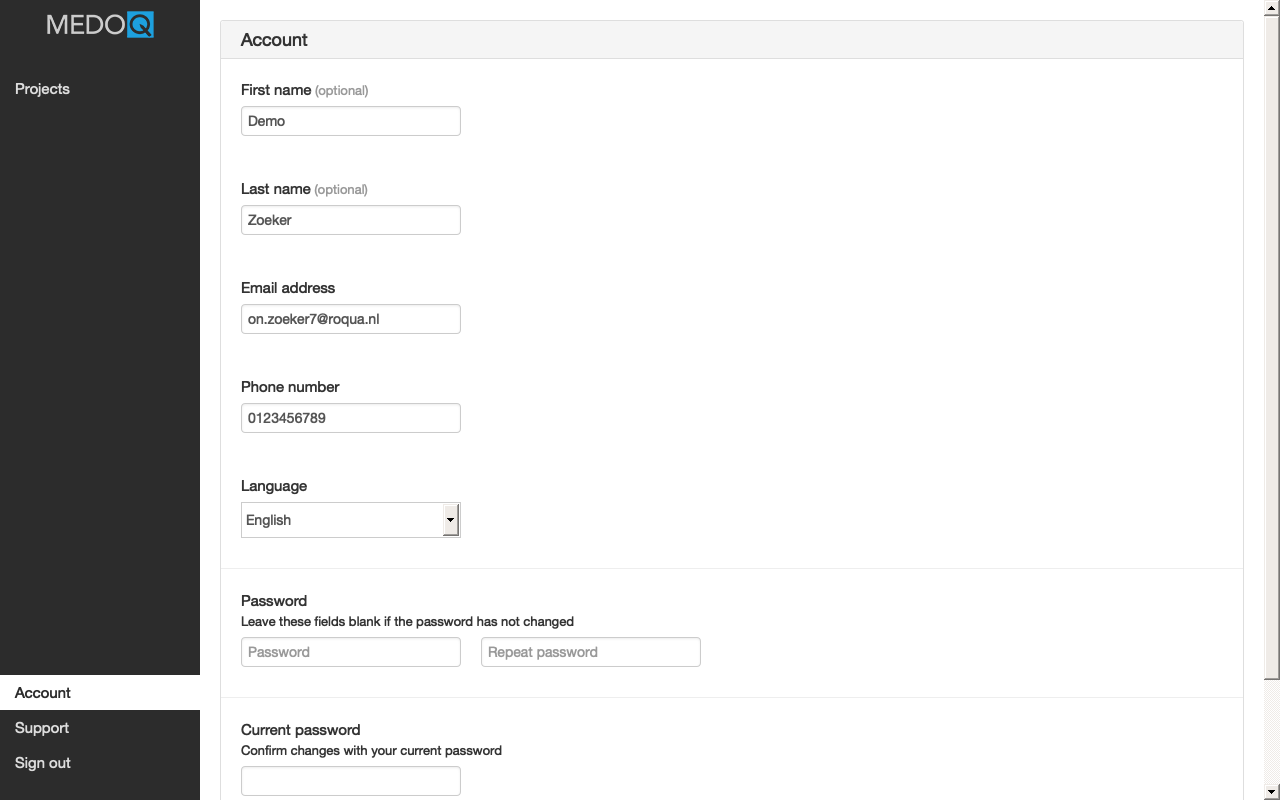 MEDOQ
Projects
Account
Support
Sign out
Account
First name (optional)
Demo
Last name (optional)
Zoeker
Email address
on.zoeker7@roqua.nl
Phone number
0123456789
Language
English
Password
Leave these fields blank if the password has not changed
Password Repeat password
Current password
Confirm changes with your current password